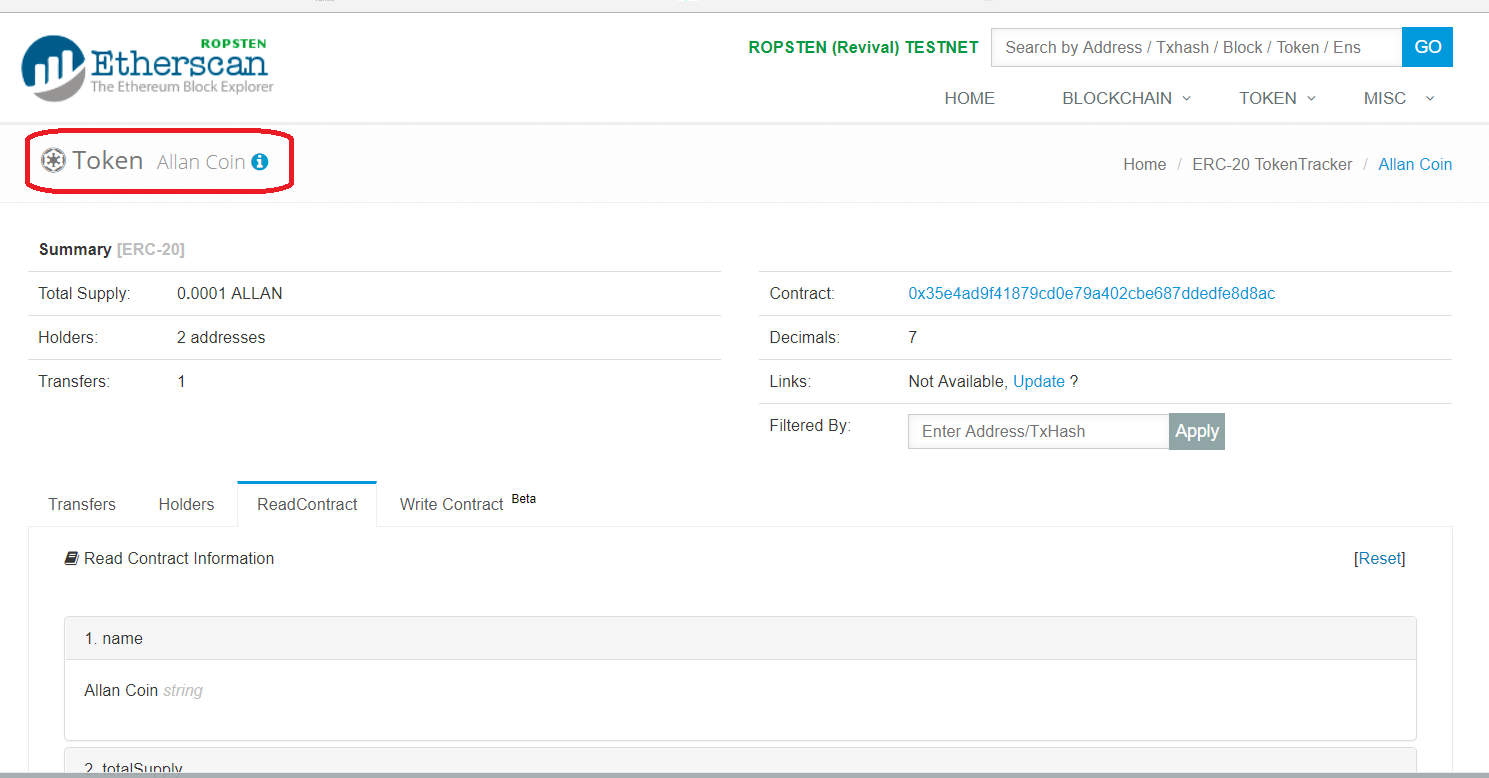 ROPSTEN
Etherscan
The Ethereum Block Explorer
ROPSTEN (Revival) TESTNET
Search by Address / Txhash / Block / Token / Ens
GO
HOME BLOCKCHAIN TOKEN MISC
Token Allan Coin
Home / ERC-20 TokenTracker / Allan Coin
Summary [ERC-20]
Total Supply: 0.0001 ALLAN
Contract: 0x35e4ad9f41879cd0e79a402cbe687ddedfe8d8ac
Holders: 2 addresses
Decimals: 7
Transfers: 1
Links: Not Available, Update ?
Filtered By: Enter Address/TxHash Apply
Transfers Holders ReadContract Write Contract Beta
Read Contract Information
[Reset]
1. name
Allan Coin string
2. totalSupply